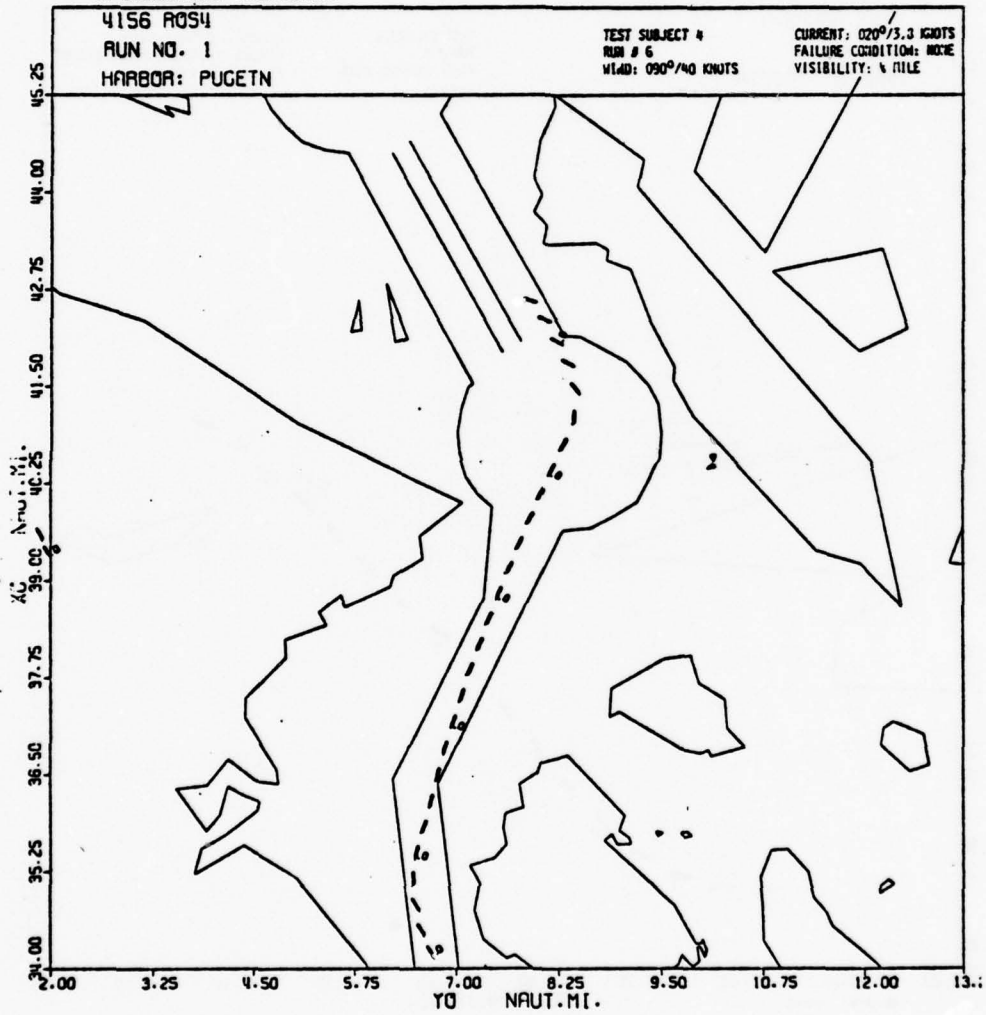 4156 ROS4
RUN NO. 1
HARBOR: PUGETN
TEST SUBJECT 4
RUN # 6
WIND: 090°/40 KNOTS
CURRENT: 020°/3.3 KNOTS
FAILURE CONDITION: NONE
VISIBILITY: ¼ MILE
45.25
44.00
42.75
41.50
40.25
39.00
37.75
36.50
35.25
34.00
XO NAUT.MI.
2
2.00 3.25 4.50 5.75 7.00 8.25 9.50 10.75 12.00 13.
YO NAUT.MI.